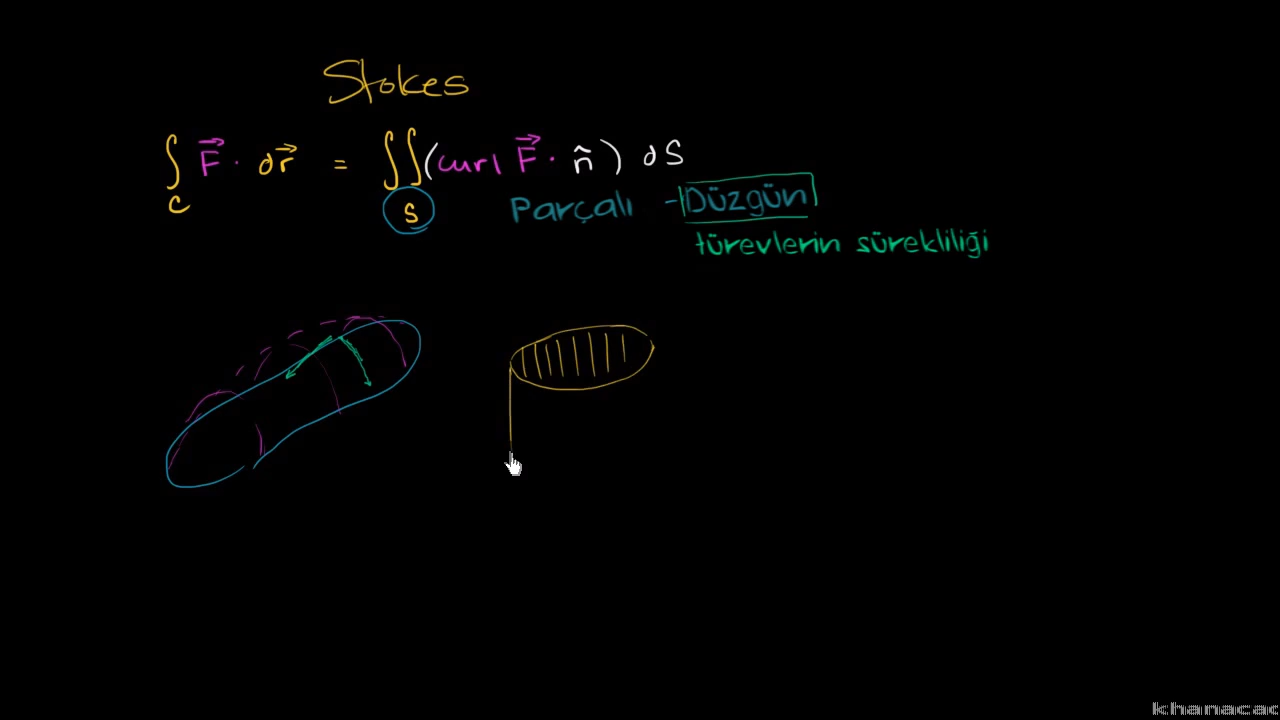 Stokes
∫_C F⃗ · dr⃗ = ∬_S (curl F⃗ · n̂) dS
Parçalı - Düzgün
türevlerin sürekliliği
khanacad